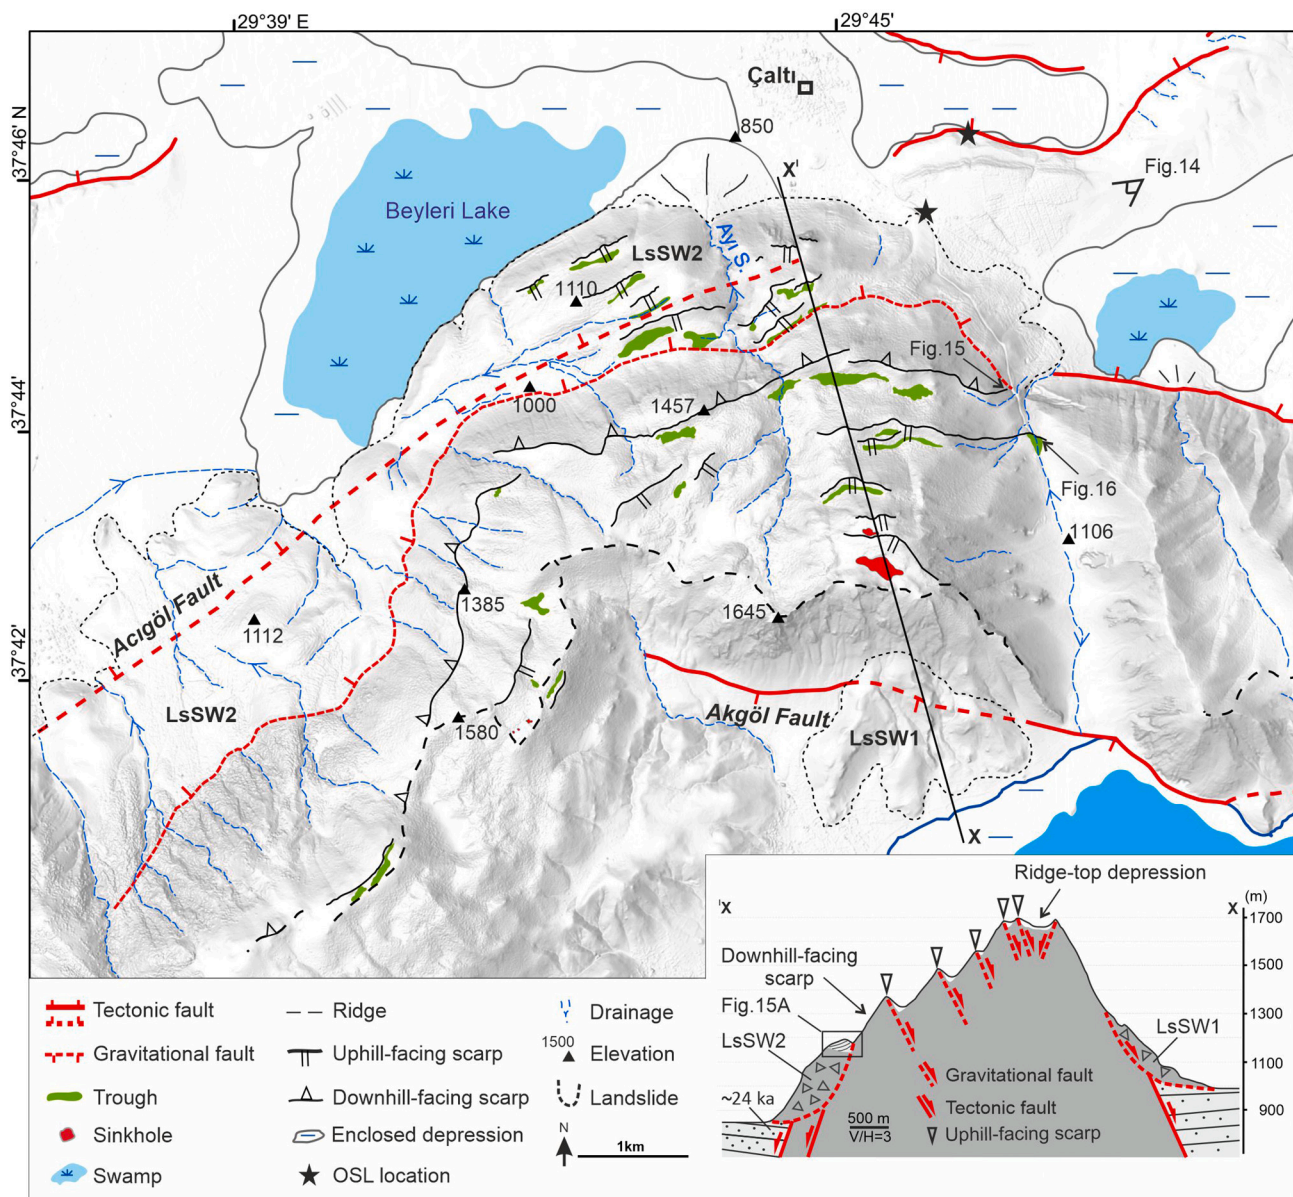 29°39' E
29°45'
37°46' N
37°44'
37°42'
Çaltı
850
X'
Fig.14
Beyleri Lake
Ayı S.
LsSW2
1110
Fig.15
1000
1457
Fig.16
1106
1385
1645
Acıgöl Fault
1112
LsSW2
1580
Akgöl Fault
LsSW1
X
Ridge-top depression
'X
X
(m)
1700
1500
1300
1100
900
Downhill-facing
scarp
Fig.15A
LsSW2
LsSW1
~24 ka
Gravitational fault
Tectonic fault
Uphill-facing scarp
500 m
V/H=3
Tectonic fault
Gravitational fault
Trough
Sinkhole
Swamp
Ridge
Uphill-facing scarp
Downhill-facing scarp
Enclosed depression
OSL location
Drainage
1500
Elevation
Landslide
N
1km